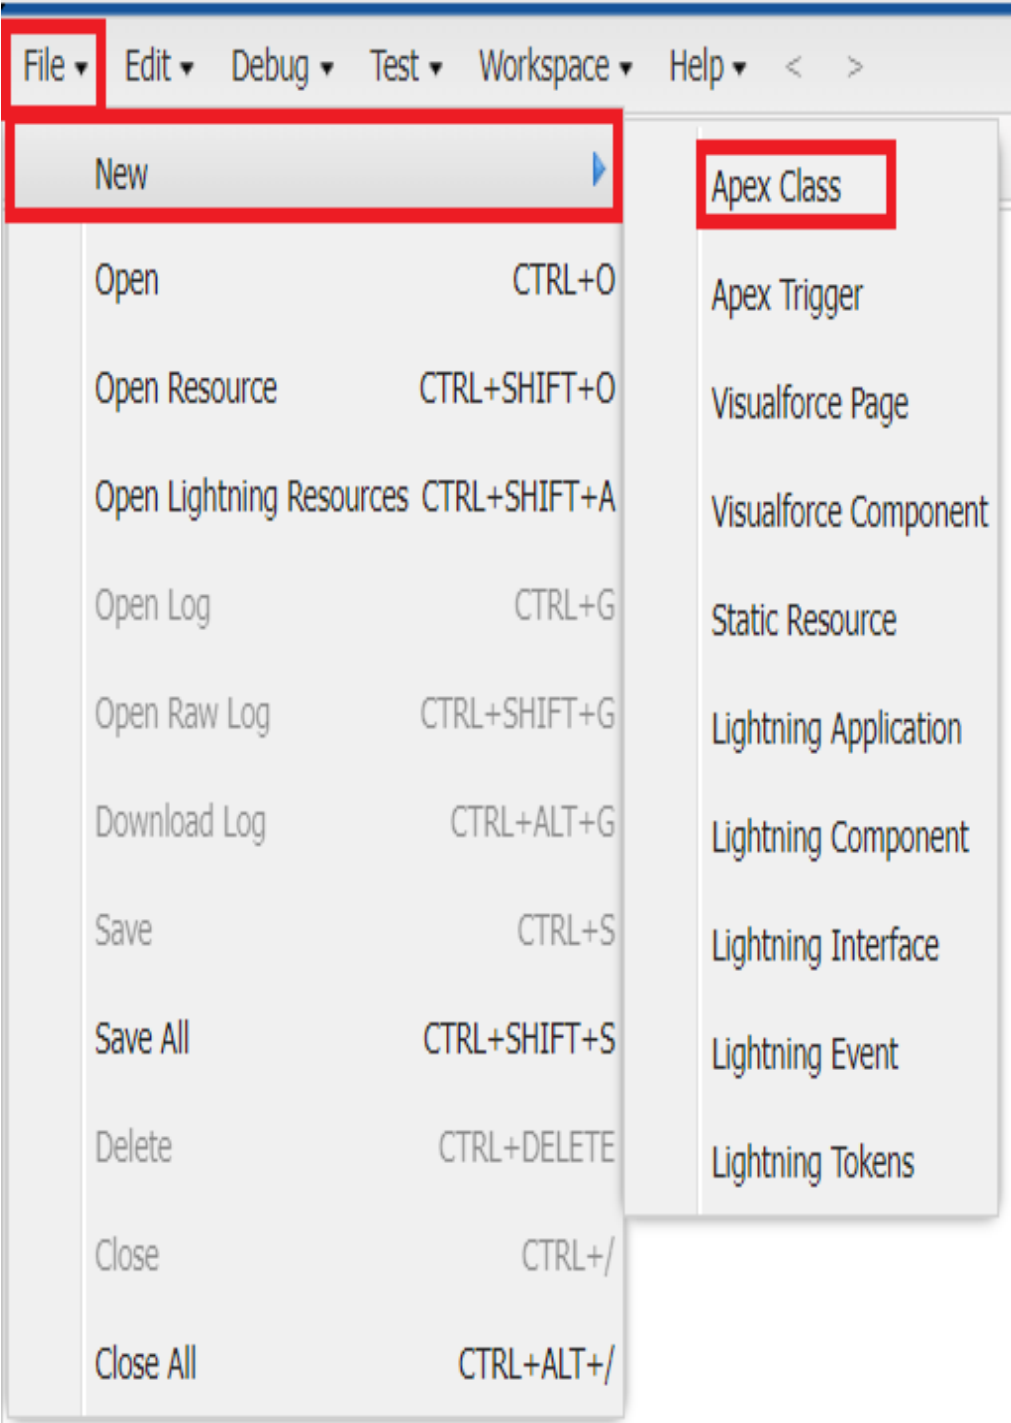 File ▾ Edit ▾ Debug ▾ Test ▾ Workspace ▾ Help ▾ < >
New
Open CTRL+O
Open Resource CTRL+SHIFT+O
Open Lightning Resources CTRL+SHIFT+A
Open Log CTRL+G
Open Raw Log CTRL+SHIFT+G
Download Log CTRL+ALT+G
Save CTRL+S
Save All CTRL+SHIFT+S
Delete CTRL+DELETE
Close CTRL+/
Close All CTRL+ALT+/
Apex Class
Apex Trigger
Visualforce Page
Visualforce Component
Static Resource
Lightning Application
Lightning Component
Lightning Interface
Lightning Event
Lightning Tokens